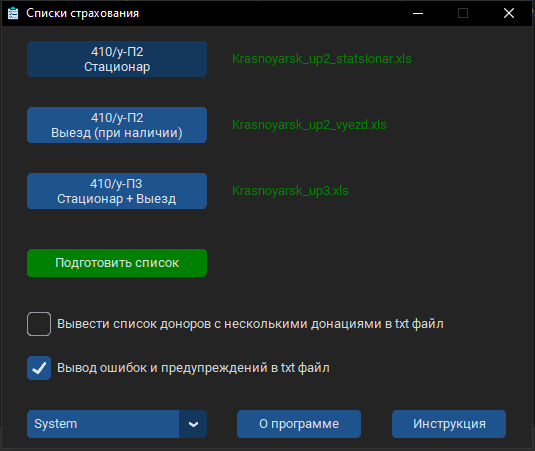 Списки страхования
410/у-П2
Стационар
Krasnoyarsk_up2_statsionar.xls
410/у-П2
Выезд (при наличии)
Krasnoyarsk_up2_vyezd.xls
410/у-П3
Стационар + Выезд
Krasnoyarsk_up3.xls
Подготовить список
Вывести список доноров с несколькими донациями в txt файл
Вывод ошибок и предупреждений в txt файл
System
О программе
Инструкция